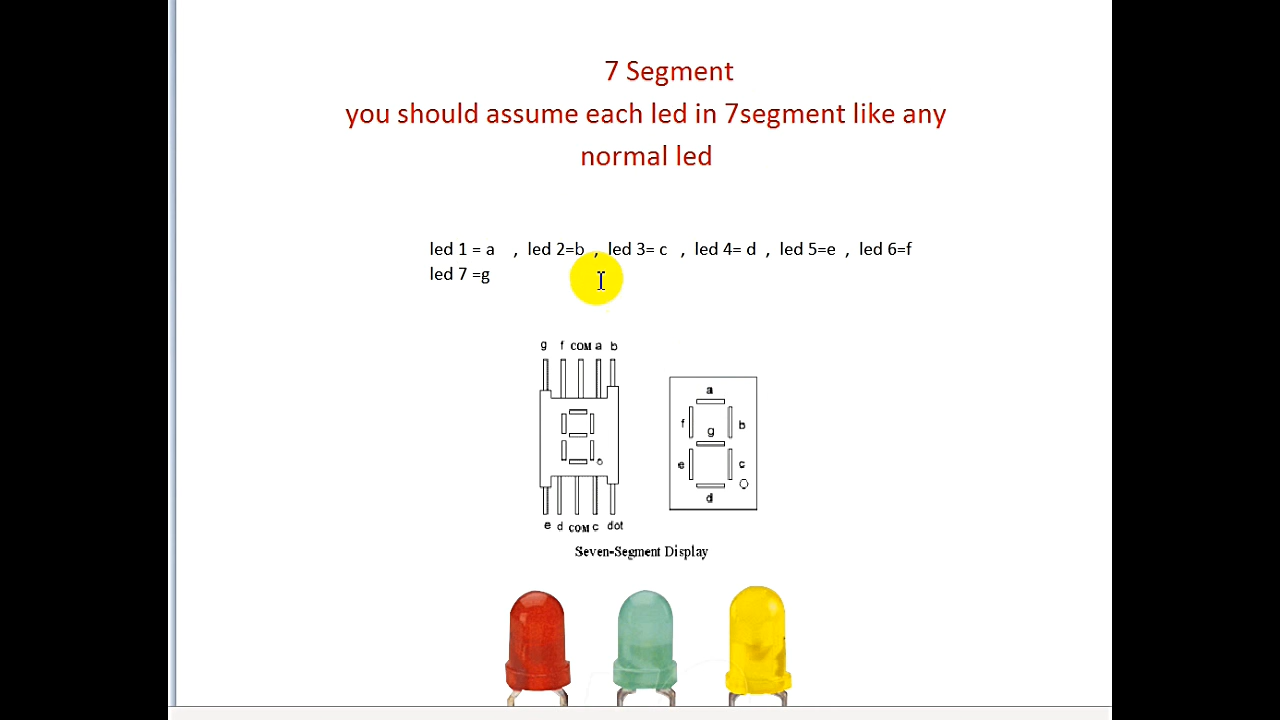 7 Segment
you should assume each led in 7segment like any
normal led
led 1 = a , led 2=b , led 3= c , led 4= d , led 5=e , led 6=f
led 7 =g
g f COM a b
a
f b
g
e c
d
e d COM c dot
Seven-Segment Display